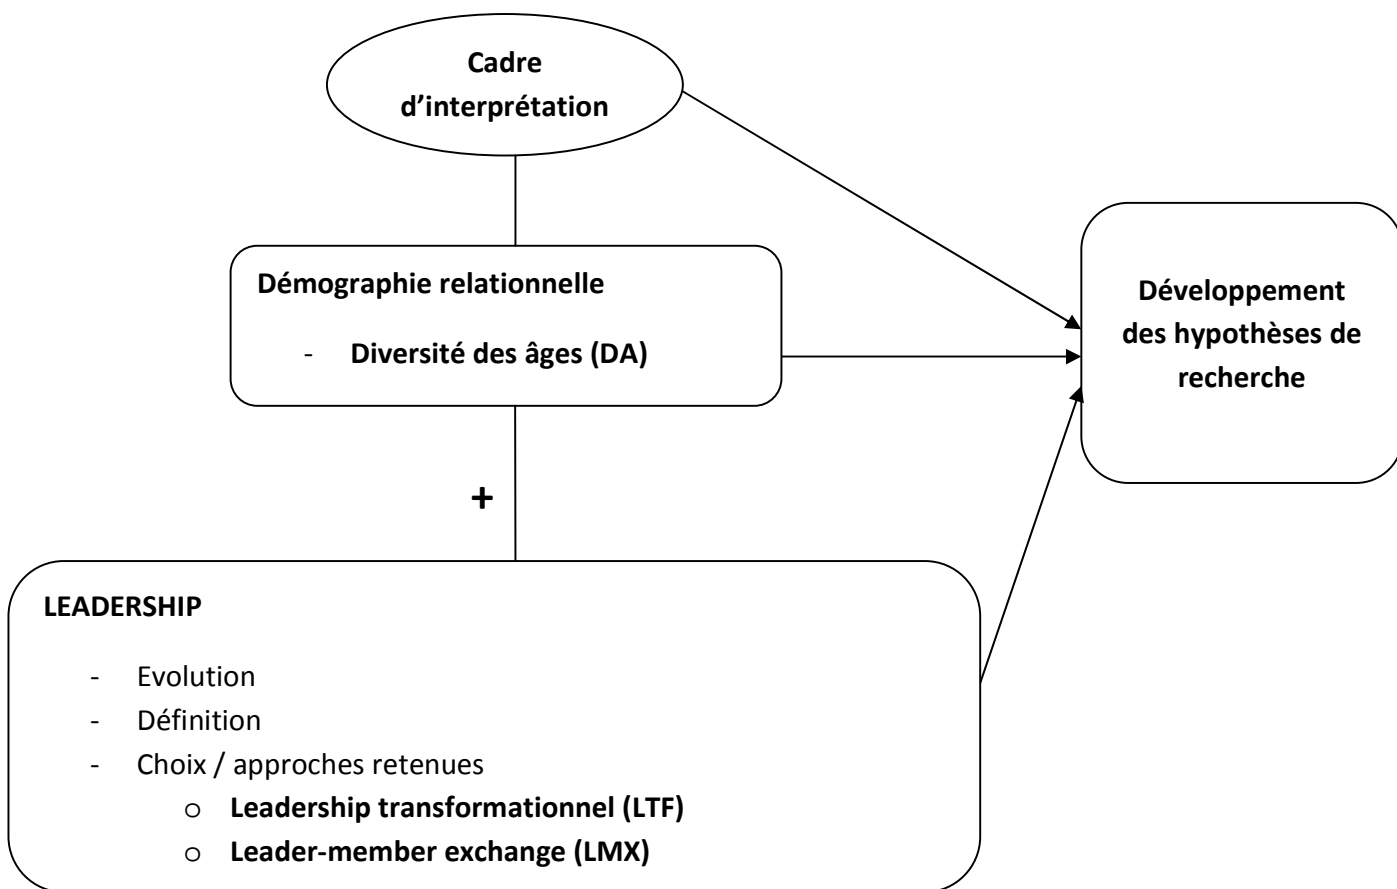 Cadre
d’interprétation
Démographie relationnelle
- Diversité des âges (DA)
Développement
des hypothèses de
recherche
+
LEADERSHIP
- Evolution
- Définition
- Choix / approches retenues
o Leadership transformationnel (LTF)
o Leader-member exchange (LMX)